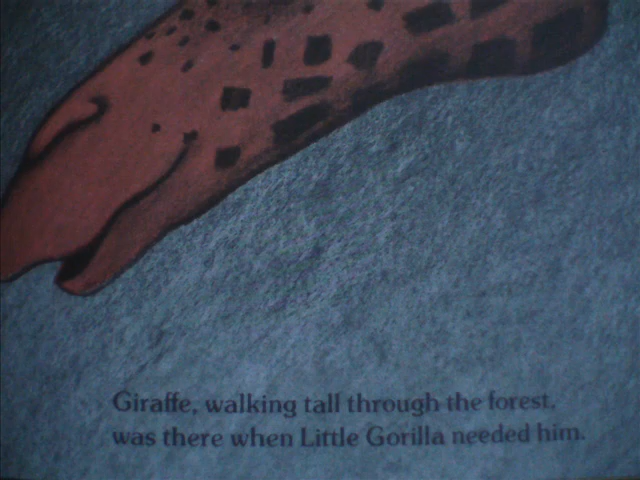 Giraffe, walking tall through the forest,
was there when Little Gorilla needed him.